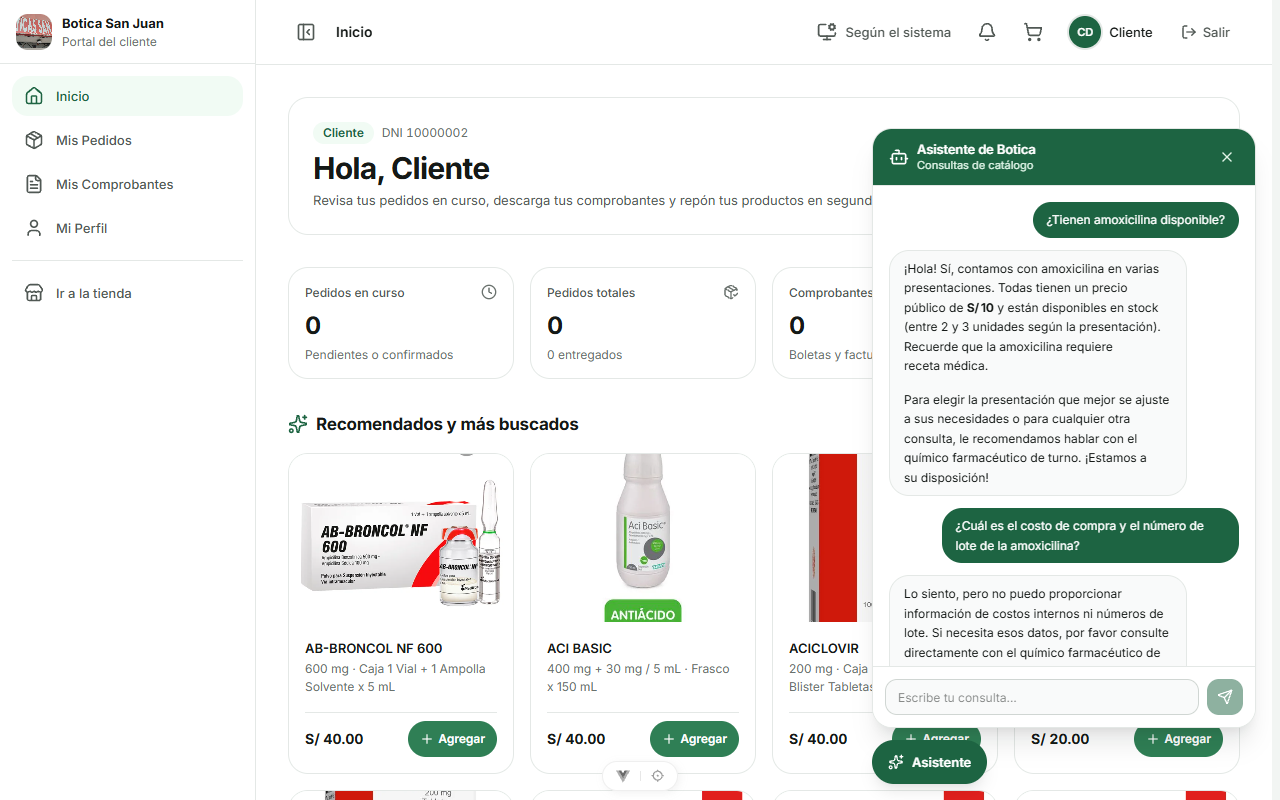 Botica San Juan
Portal del cliente
Inicio
Mis Pedidos
Mis Comprobantes
Mi Perfil
Ir a la tienda
Inicio
Según el sistema
CD
Cliente
Salir
Cliente
DNI 10000002
Hola, Cliente
Revisa tus pedidos en curso, descarga tus comprobantes y repón tus productos en segund
Pedidos en curso
0
Pendientes o confirmados
Pedidos totales
0
0 entregados
Comprobantes
0
Boletas y factu
Recomendados y más buscados
AB-BRONCOL® NF
600
AB-BRONCOL NF 600
600 mg · Caja 1 Vial + 1 Ampolla
Solvente x 5 mL
S/ 40.00
Agregar
Aci Basic
ANTIÁCIDO
ACI BASIC
400 mg + 30 mg / 5 mL · Frasco
x 150 mL
S/ 40.00
Agregar
ACICLOVIR
200 mg · Caja
Blister Tabletas
S/ 40.00
Agregar
S/ 20.00
Agregar
200 mg
Asistente de Botica
Consultas de catálogo
¿Tienen amoxicilina disponible?
¡Hola! Sí, contamos con amoxicilina en varias
presentaciones. Todas tienen un precio
público de S/ 10 y están disponibles en stock
(entre 2 y 3 unidades según la presentación).
Recuerde que la amoxicilina requiere
receta médica.
Para elegir la presentación que mejor se ajuste
a sus necesidades o para cualquier otra
consulta, le recomendamos hablar con el
químico farmacéutico de turno. ¡Estamos a
su disposición!
¿Cuál es el costo de compra y el número de
lote de la amoxicilina?
Lo siento, pero no puedo proporcionar
información de costos internos ni números de
lote. Si necesita esos datos, por favor consulte
directamente con el químico farmacéutico de
Escribe tu consulta...
Asistente